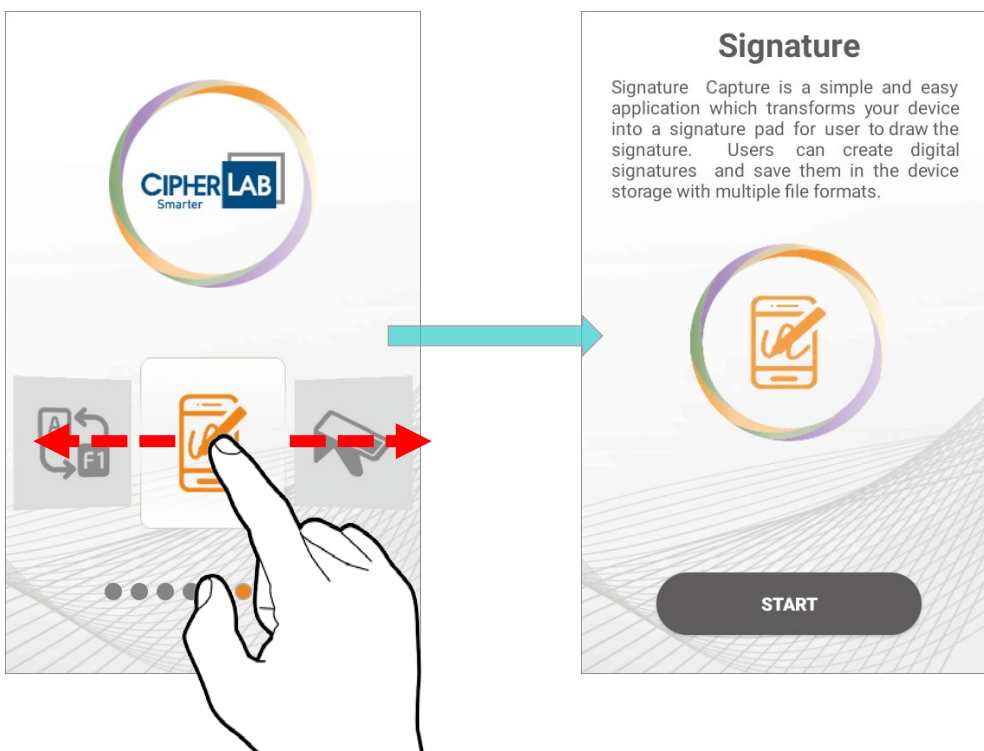 CIPHER LAB
Smarter
A
F1
Signature
Signature Capture is a simple and easy
application which transforms your device
into a signature pad for user to draw the
signature. Users can create digital
signatures and save them in the device
storage with multiple file formats.
START